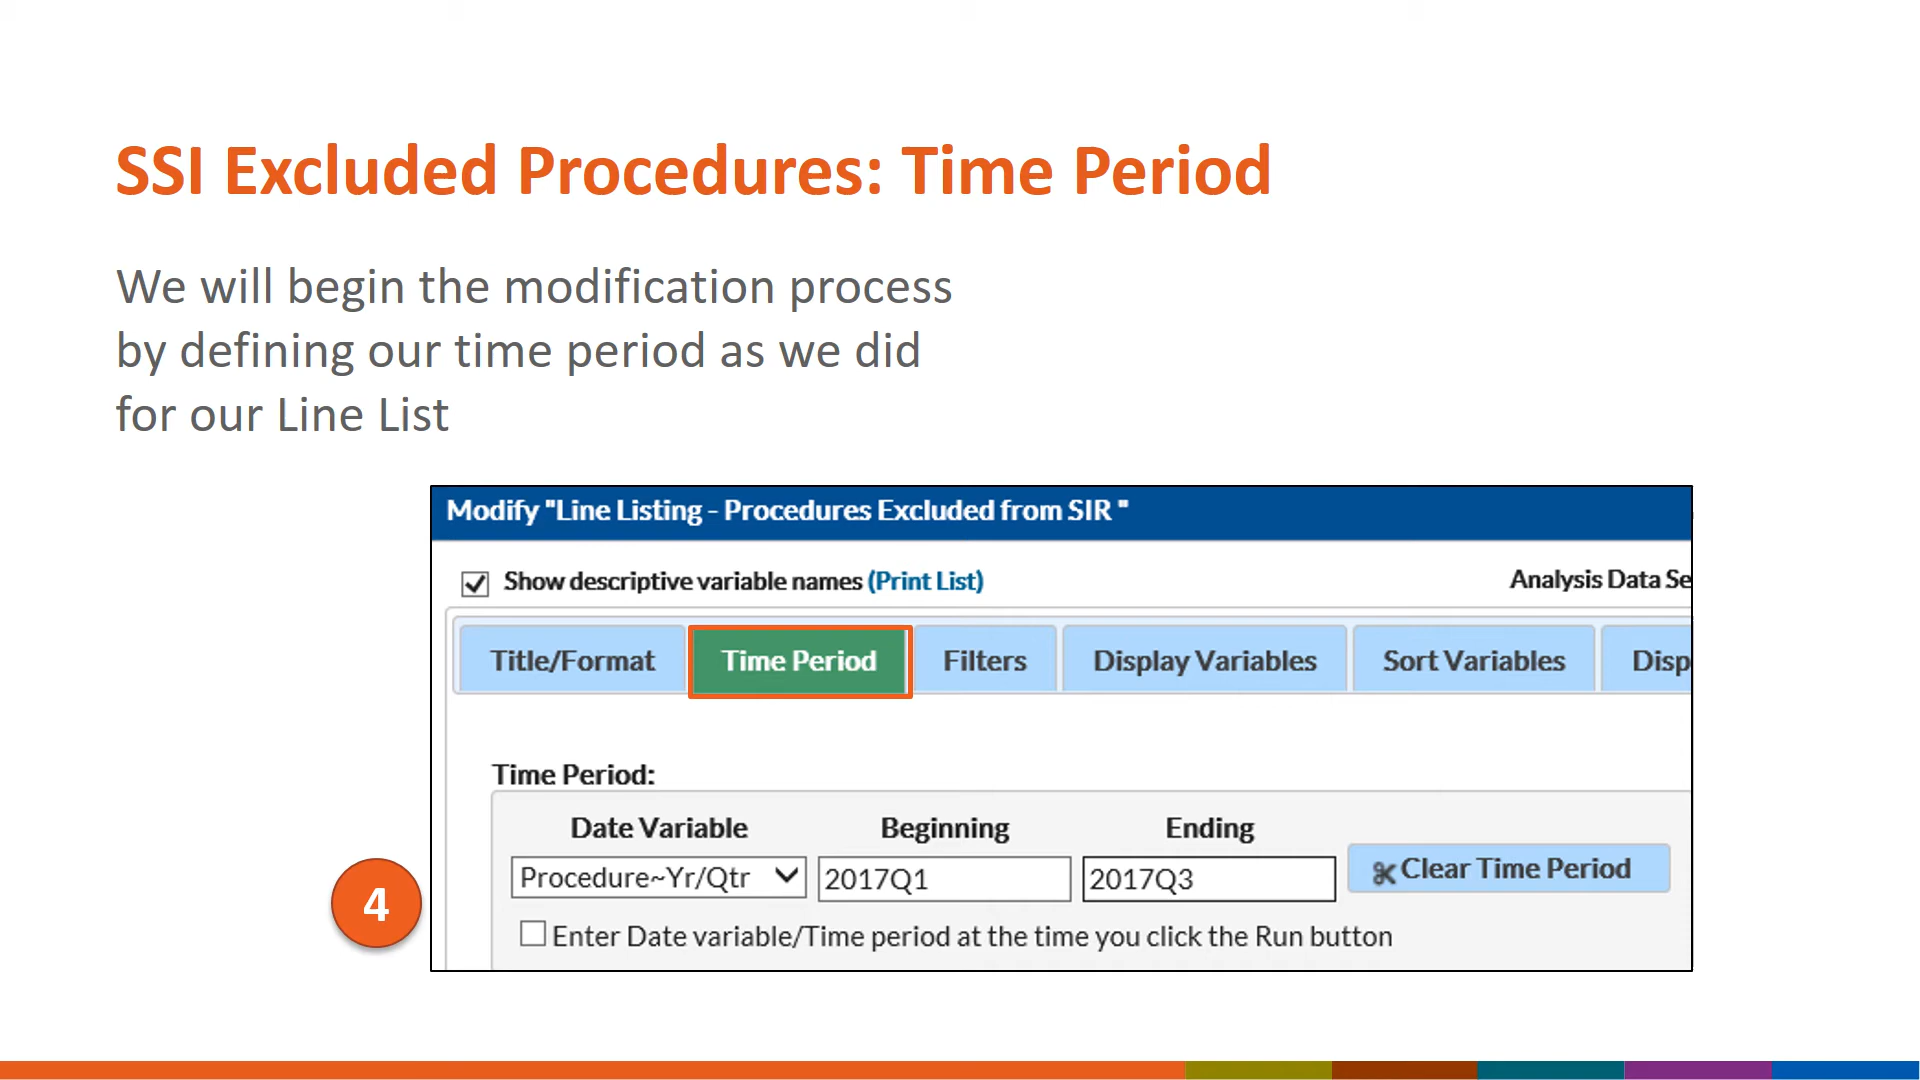 SSI Excluded Procedures: Time Period
We will begin the modification process
by defining our time period as we did
for our Line List
Modify "Line Listing - Procedures Excluded from SIR "
Show descriptive variable names (Print List)
Analysis Data Se
Title/Format
Time Period
Filters
Display Variables
Sort Variables
Disp
Time Period:
Date Variable
Beginning
Ending
Procedure~Yr/Qtr
2017Q1
2017Q3
Clear Time Period
4
Enter Date variable/Time period at the time you click the Run button